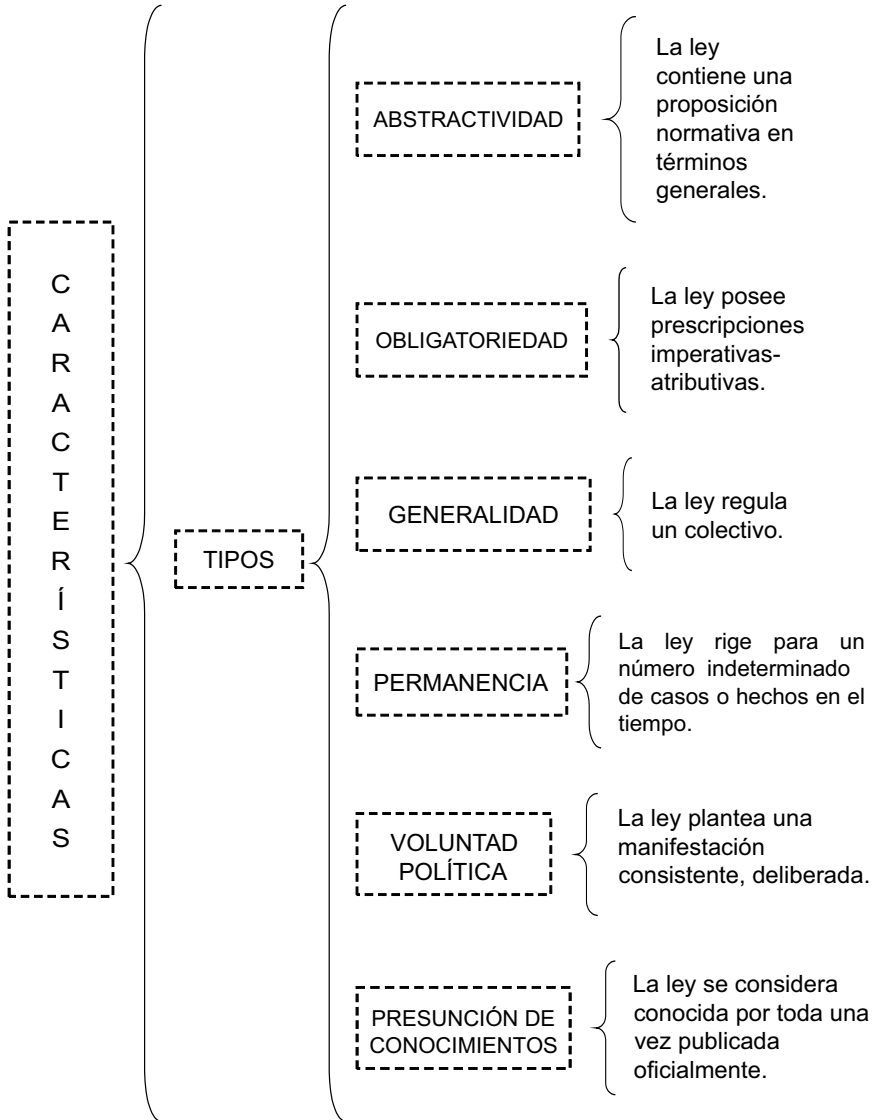 CARACTERÍSTICAS
TIPOS
ABSTRACTIVIDAD
La ley
contiene una
proposición
normativa en
términos
generales.
OBLIGATORIEDAD
La ley posee
prescripciones
imperativas-
atributivas.
GENERALIDAD
La ley regula
un colectivo.
PERMANENCIA
La ley rige para un
número indeterminado
de casos o hechos en el
tiempo.
VOLUNTAD
POLÍTICA
La ley plantea una
manifestación
consistente, deliberada.
PRESUNCIÓN DE
CONOCIMIENTOS
La ley se considera
conocida por toda una
vez publicada
oficialmente.